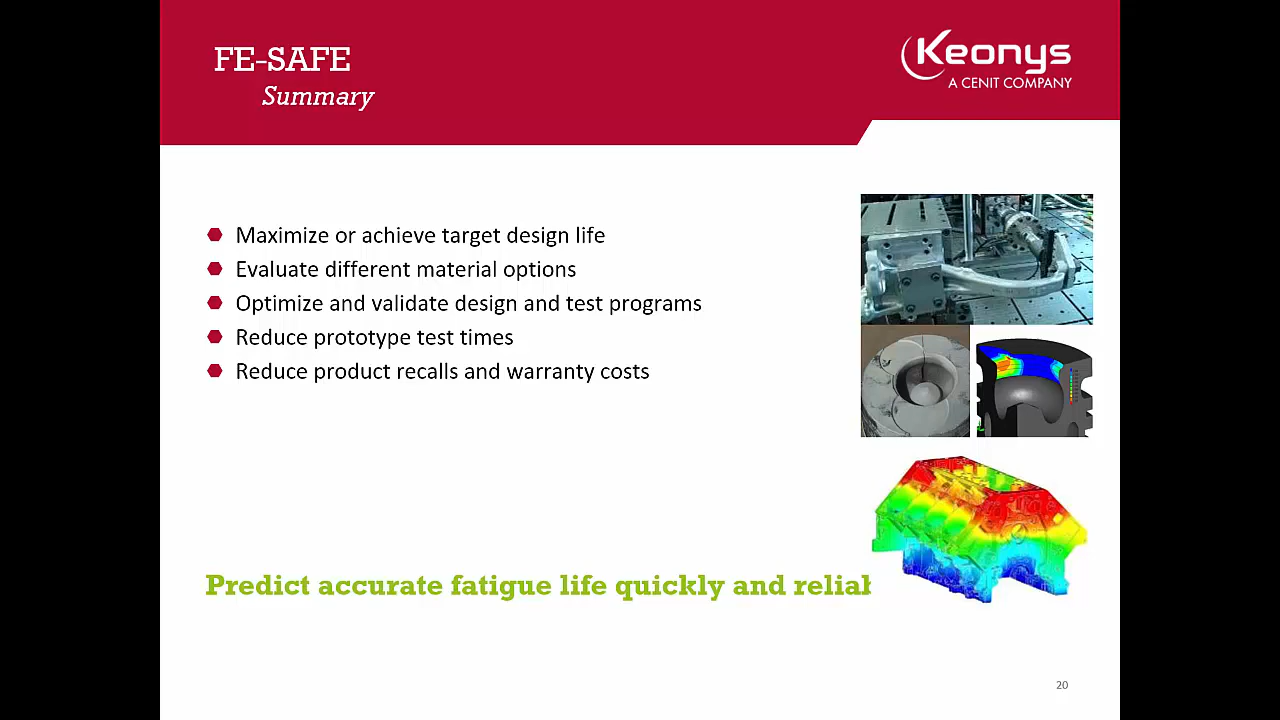 FE-SAFE
Summary
Keonys
A CENIT COMPANY
Maximize or achieve target design life
Evaluate different material options
Optimize and validate design and test programs
Reduce prototype test times
Reduce product recalls and warranty costs
Predict accurate fatigue life quickly and reliab
20